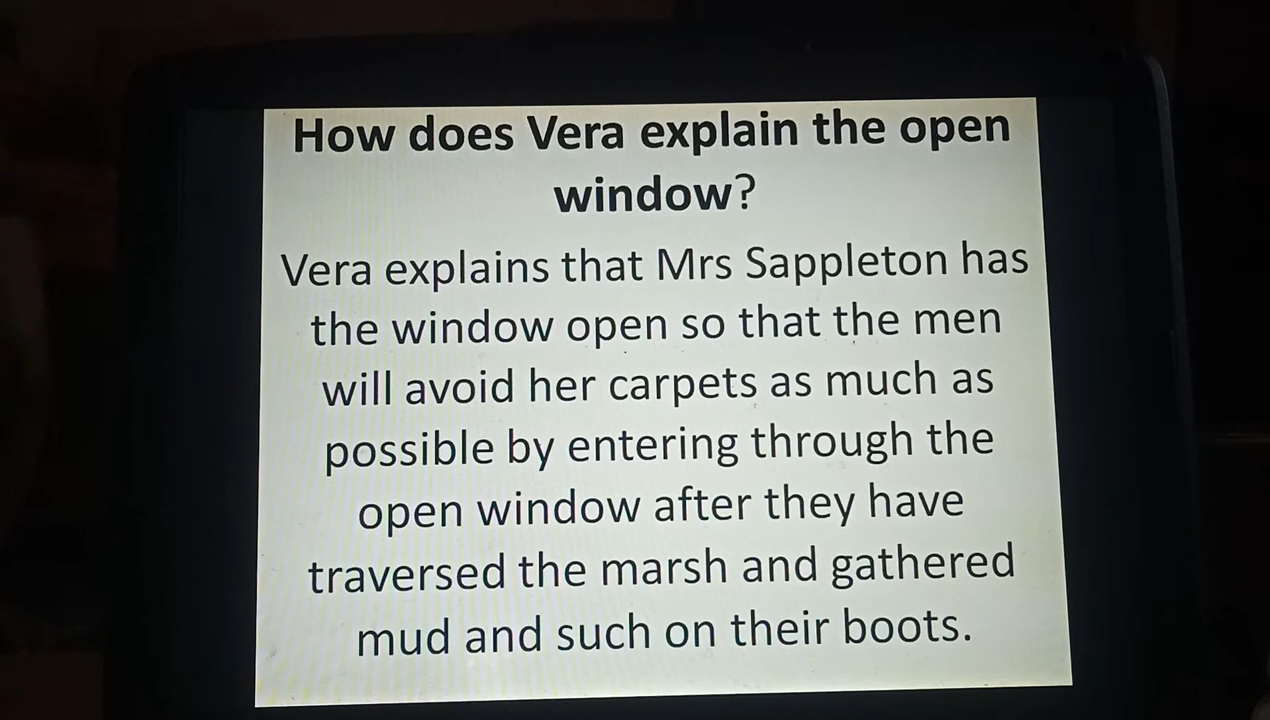 How does Vera explain the open
window?
Vera explains that Mrs Sappleton has
the window open so that the men
will avoid her carpets as much as
possible by entering through the
open window after they have
traversed the marsh and gathered
mud and such on their boots.